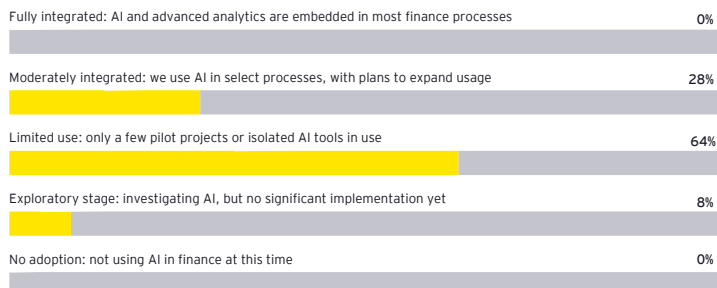 Fully integrated: AI and advanced analytics are embedded in most finance processes 0%
Moderately integrated: we use AI in select processes, with plans to expand usage 28%
Limited use: only a few pilot projects or isolated AI tools in use 64%
Exploratory stage: investigating AI, but no significant implementation yet 8%
No adoption: not using AI in finance at this time 0%